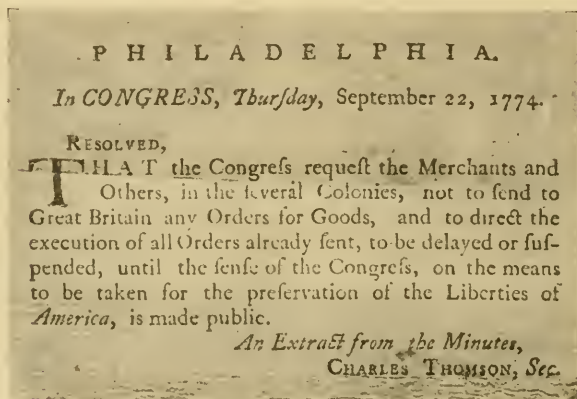 PHILADELPHIA.
In CONGRESS, Thurſday, September 22, 1774.
RESOLVED,
THAT the Congreſs requeſt the Merchants and
Others, in the ſeveral Colonies, not to ſend to
Great Britain any Orders for Goods, and to direct the
execution of all Orders already ſent, to be delayed or ſuſ-
pended, until the ſenſe of the Congreſs, on the means
to be taken for the preſervation of the Liberties of
America, is made public.
An Extract from the Minutes,
CHARLES THOMSON, Sec.